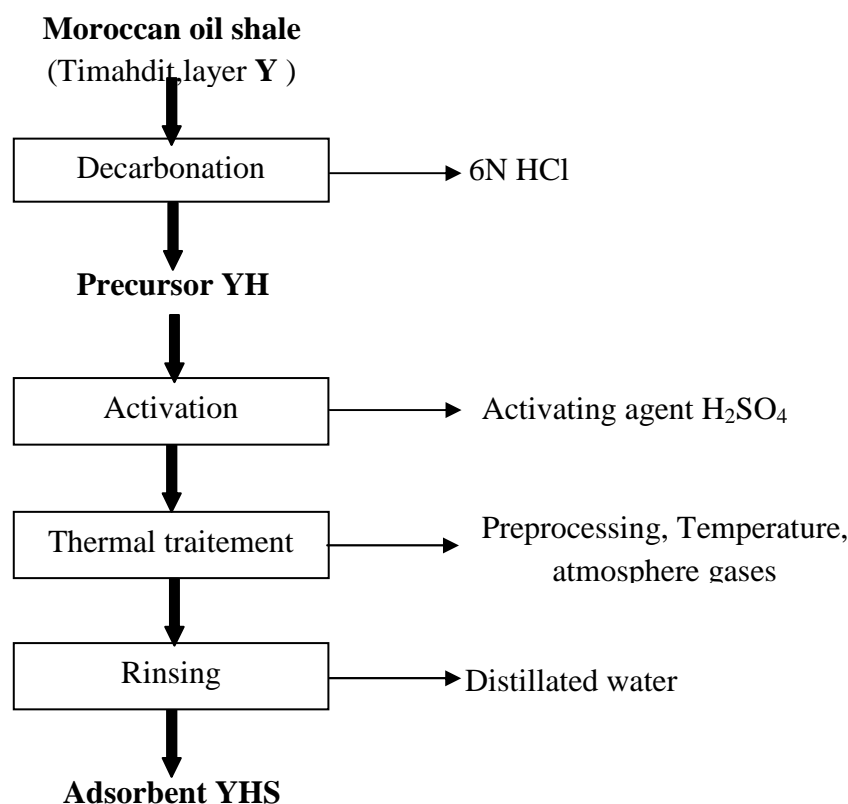 Moroccan oil shale
(Timahdit,layer Y )
Decarbonation
6N HCl
Precursor YH
Activation
Activating agent H₂SO₄
Thermal traitement
Preprocessing, Temperature,
atmosphere gases
Rinsing
Distillated water
Adsorbent YHS